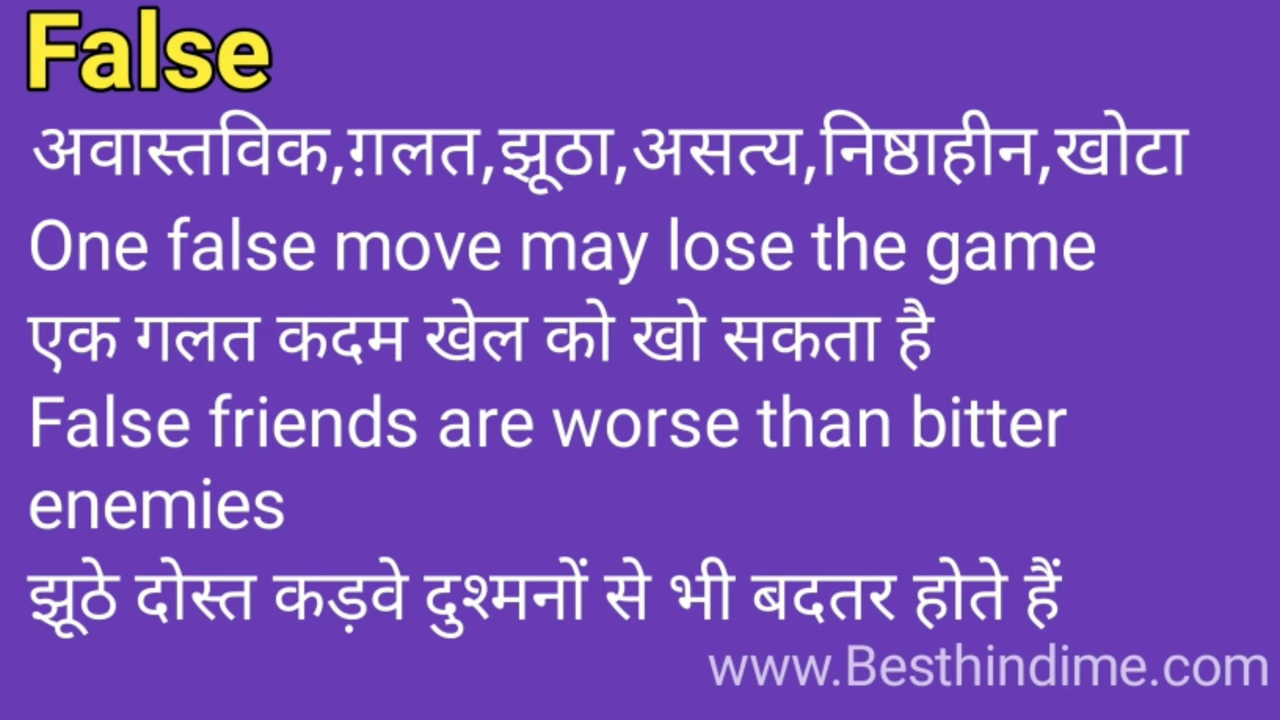 False
अवास्तविक,ग़लत,झूठा,असत्य,निष्ठाहीन,खोटा
One false move may lose the game
एक गलत कदम खेल को खो सकता है
False friends are worse than bitter
enemies
झूठे दोस्त कड़वे दुश्मनों से भी बदतर होते हैं
www.Besthindime.com